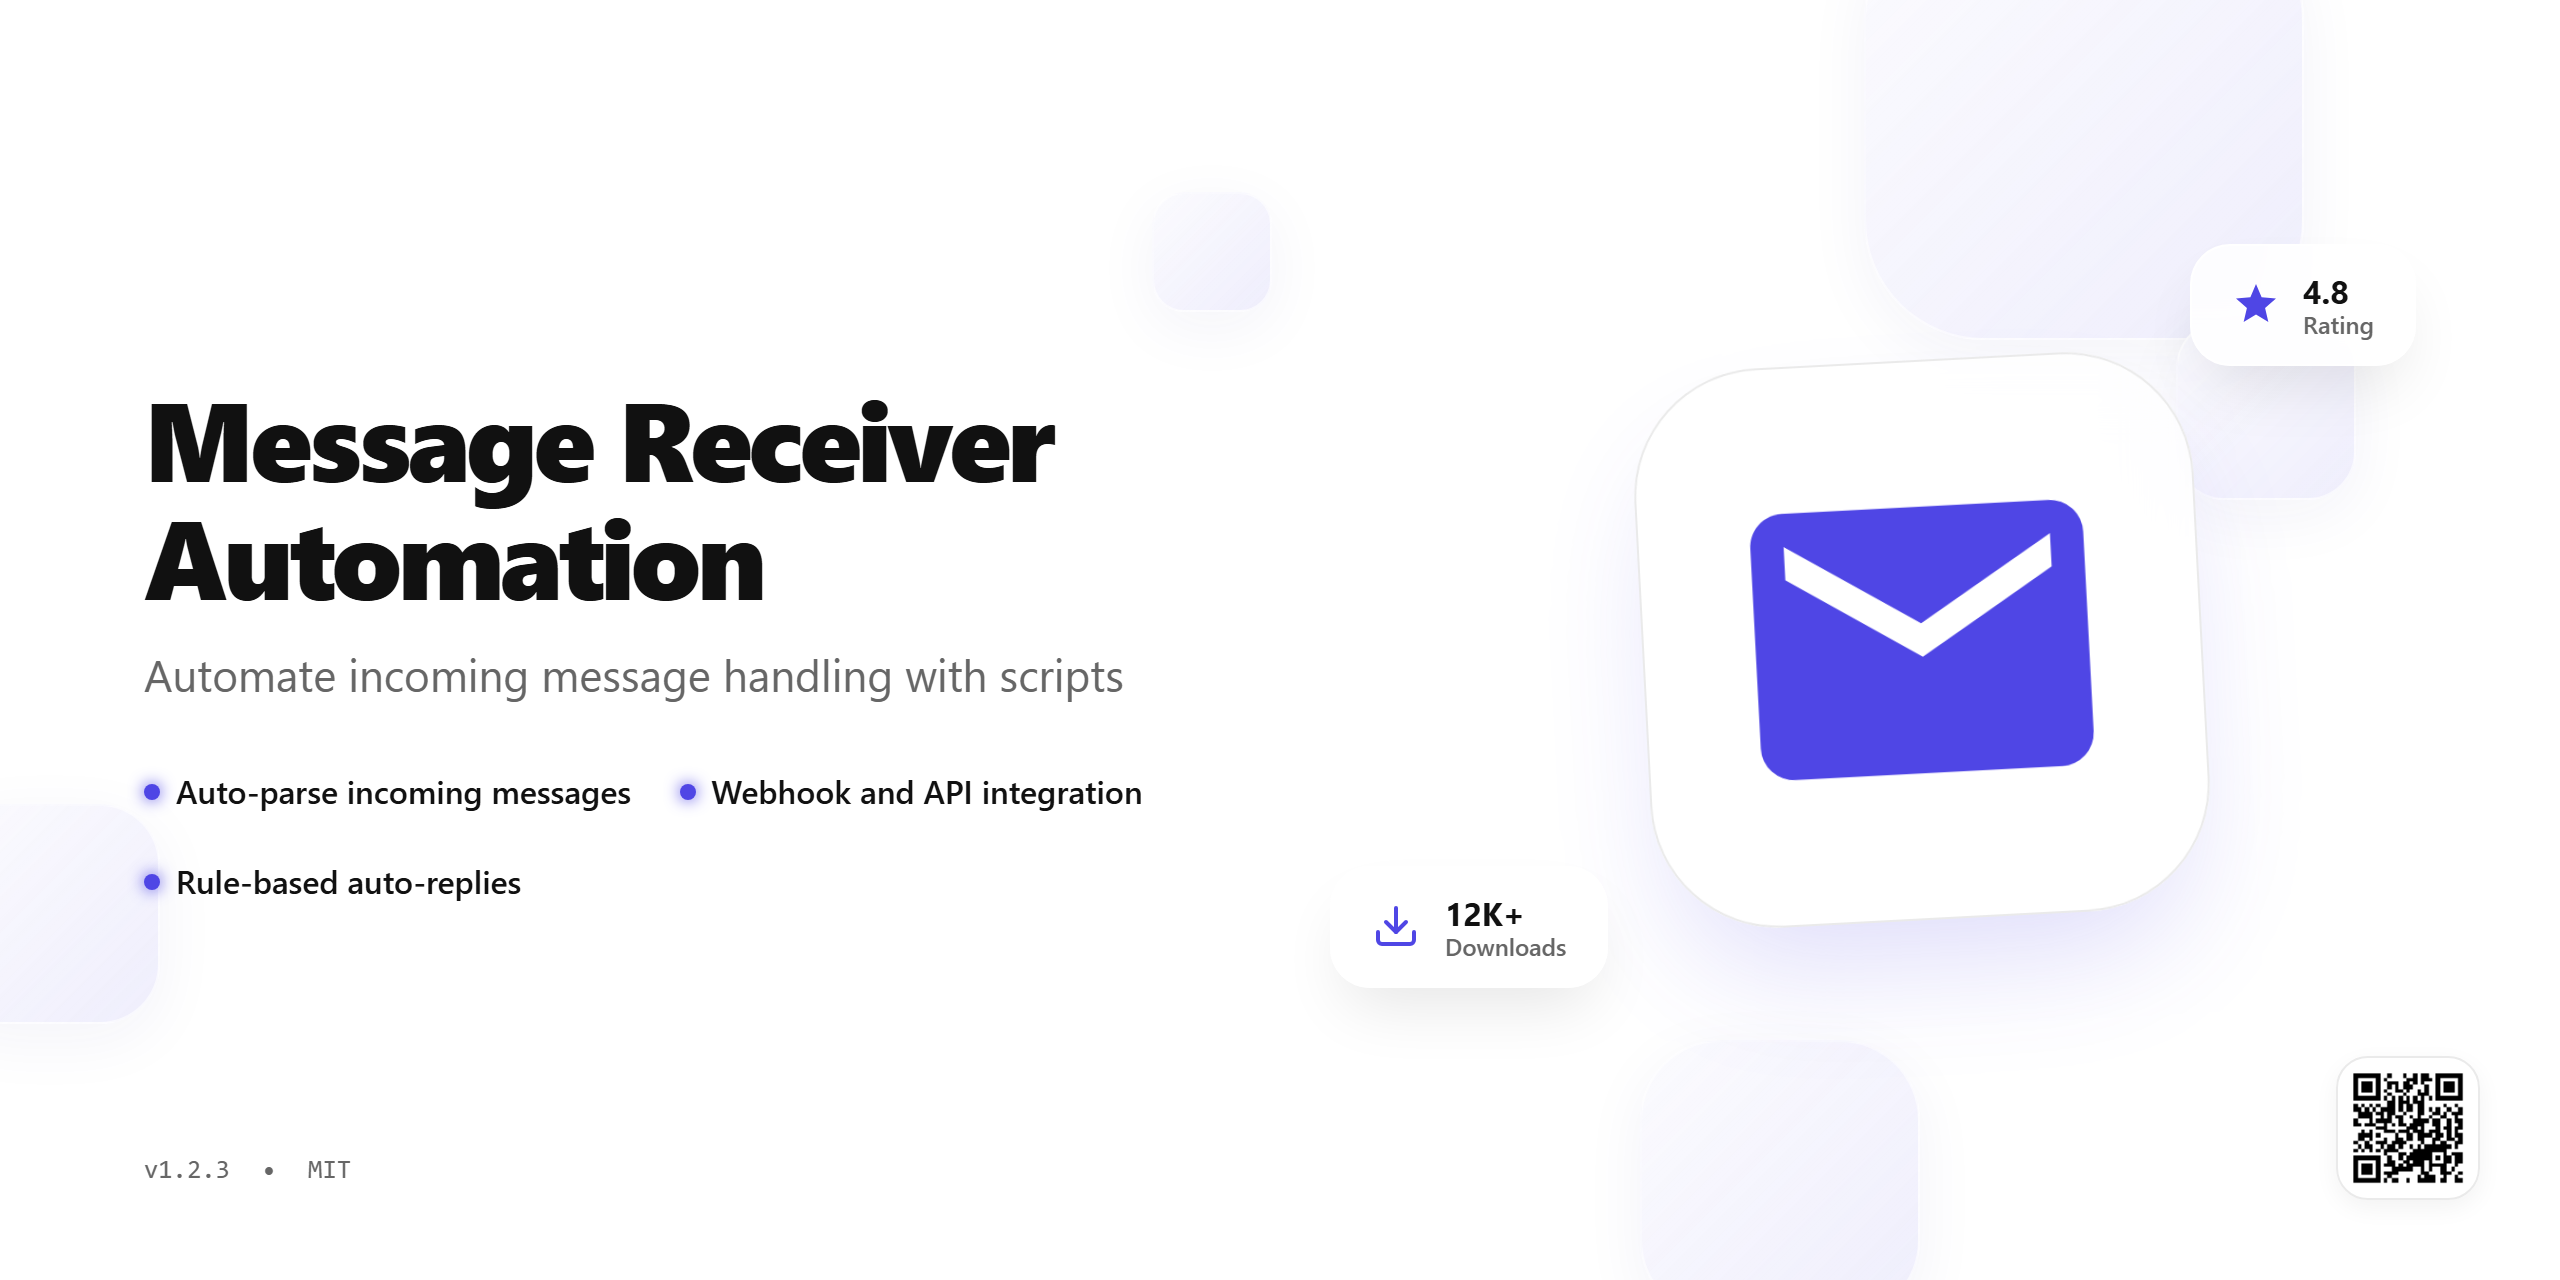 Message Receiver
Automation
Automate incoming message handling with scripts
Auto-parse incoming messages
Webhook and API integration
Rule-based auto-replies
4.8
Rating
12K+
Downloads
v1.2.3 • MIT